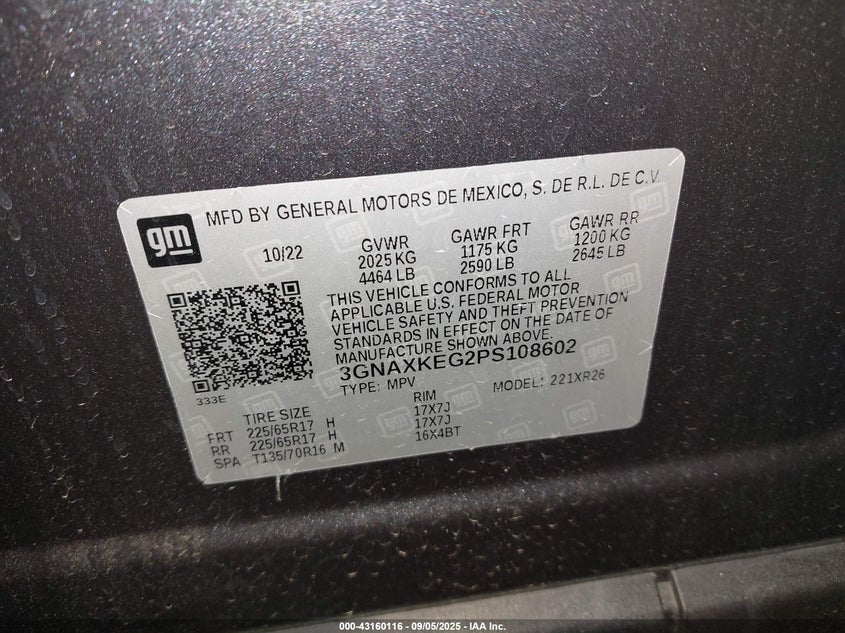 gm
MFD BY GENERAL MOTORS DE MEXICO, S. DE R.L. DE C.V.
10/22 GVWR GAWR FRT GAWR RR
2025 KG 1175 KG 1200 KG
4464 LB 2590 LB 2645 LB
THIS VEHICLE CONFORMS TO ALL
APPLICABLE U.S. FEDERAL MOTOR
VEHICLE SAFETY AND THEFT PREVENTION
STANDARDS IN EFFECT ON THE DATE OF
MANUFACTURE SHOWN ABOVE.
3GNAXKEG2PS108602
TYPE: MPV MODEL: 221XR26
333E
TIRE SIZE RIM
FRT 225/65R17 H 17X7J
RR 225/65R17 H 17X7J
SPA T135/70R16 M 16X4BT
000-43160116 - 09/05/2025 - IAA Inc.